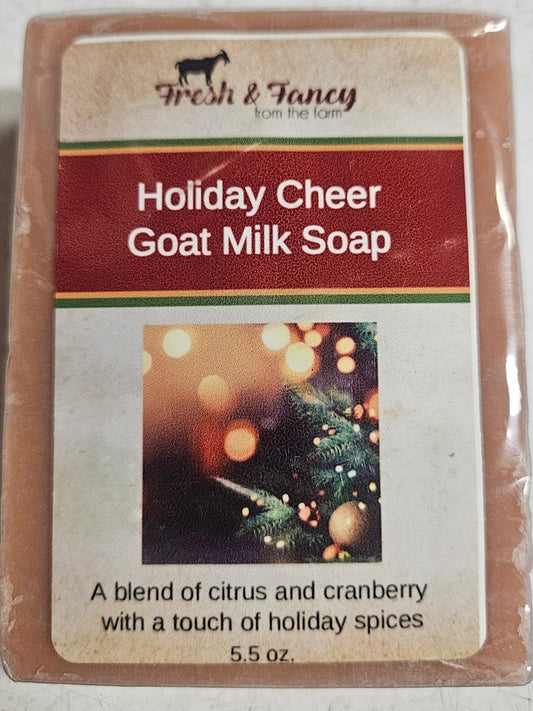 Fresh & Fancy
from the farm
Holiday Cheer
Goat Milk Soap
A blend of citrus and cranberry
with a touch of holiday spices
5.5 oz.